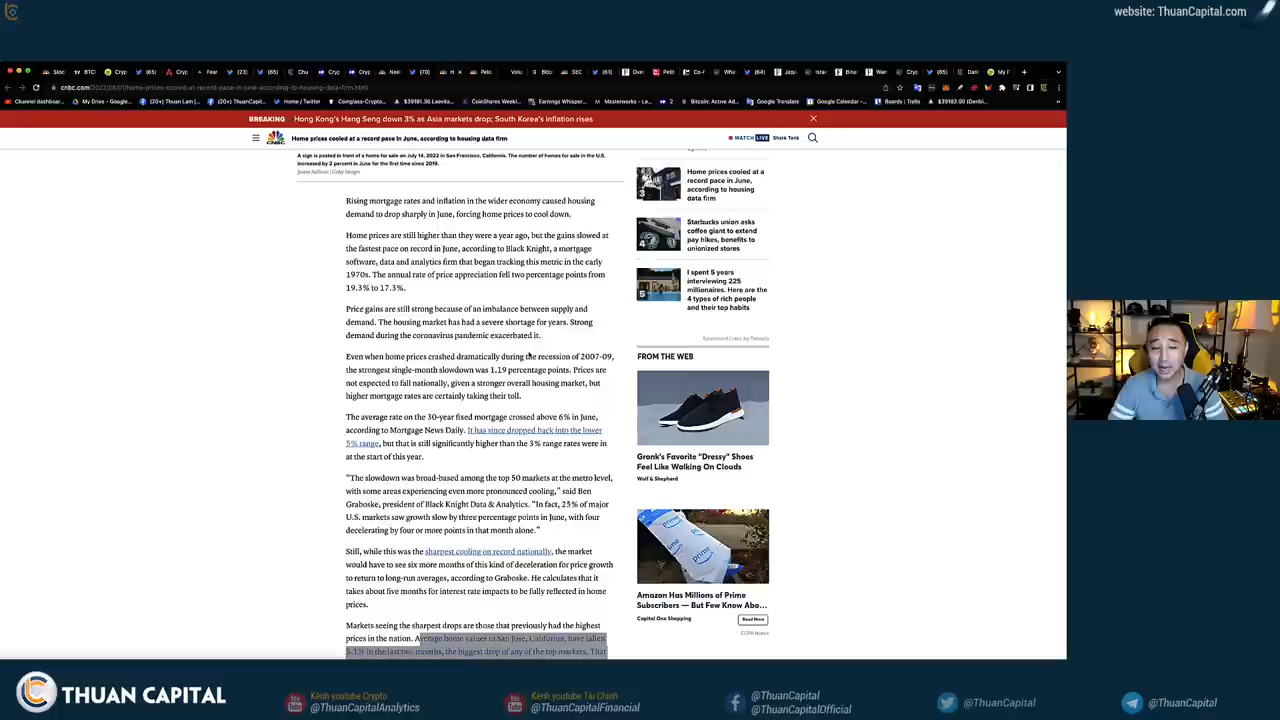 website: ThuanCapital.com
cnbc.com/2022/08/01/home-prices-cooled-at-record-pace-in-june-according-to-housing-data-firm.html
BREAKING Hong Kong's Hang Seng down 3% as Asia markets drop; South Korea's inflation rises
Home prices cooled at a record pace in June, according to housing data firm
WATCH LIVE Shark Tank
A sign is posted in front of a home for sale on July 14, 2022 in San Francisco, California. The number of homes for sale in the U.S.
increased by 2 percent in June for the first time since 2019.
Rising mortgage rates and inflation in the wider economy caused housing
demand to drop sharply in June, forcing home prices to cool down.
Home prices are still higher than they were a year ago, but the gains slowed at
the fastest pace on record in June, according to Black Knight, a mortgage
software, data and analytics firm that began tracking this metric in the early
1970s. The annual rate of price appreciation fell two percentage points from
19.3% to 17.3%.
Price gains are still strong because of an imbalance between supply and
demand. The housing market has had a severe shortage for years. Strong
demand during the coronavirus pandemic exacerbated it.
Even when home prices crashed dramatically during the recession of 2007-09,
the strongest single-month slowdown was 1.19 percentage points. Prices are
not expected to fall nationally, given a stronger overall housing market, but
higher mortgage rates are certainly taking their toll.
The average rate on the 30-year fixed mortgage crossed above 6% in June,
according to Mortgage News Daily. It has since dropped back into the lower
5% range, but that is still significantly higher than the 3% range rates were in
at the start of this year.
"The slowdown was broad-based among the top 50 markets at the metro level,
with some areas experiencing even more pronounced cooling," said Ben
Graboske, president of Black Knight Data & Analytics. "In fact, 25% of major
U.S. markets saw growth slow by three percentage points in June, with four
decelerating by four or more points in that month alone."
Still, while this was the sharpest cooling on record nationally, the market
would have to see six more months of this kind of deceleration for price growth
to return to long-run averages, according to Graboske. He calculates that it
takes about five months for interest rate impacts to be fully reflected in home
prices.
Markets seeing the sharpest drops are those that previously had the highest
prices in the nation. Average home values in San Jose, California, have fallen
5.1% in the last two months, the biggest drop of any of the top markets. That
3
Home prices cooled at a
record pace in June,
according to housing
data firm
4
Starbucks union asks
coffee giant to extend
pay hikes, benefits to
unionized stores
5
I spent 5 years
interviewing 225
millionaires. Here are the
4 types of rich people
and their top habits
Sponsored Links by Taboola
FROM THE WEB
Gronk's Favorite "Dressy" Shoes
Feel Like Walking On Clouds
Wolf & Shepherd
prime
prime
Amazon Has Millions of Prime
Subscribers — But Few Know Abo...
Capital One Shopping
Read More
THUAN CAPITAL
Kênh youtube Crypto
@ThuanCapitalAnalytics
Kênh youtube Tài Chính
@ThuanCapitalFinancial
@ThuanCapital
@ThuanCapitalOfficial
@ThuanCapital
@ThuanCapital